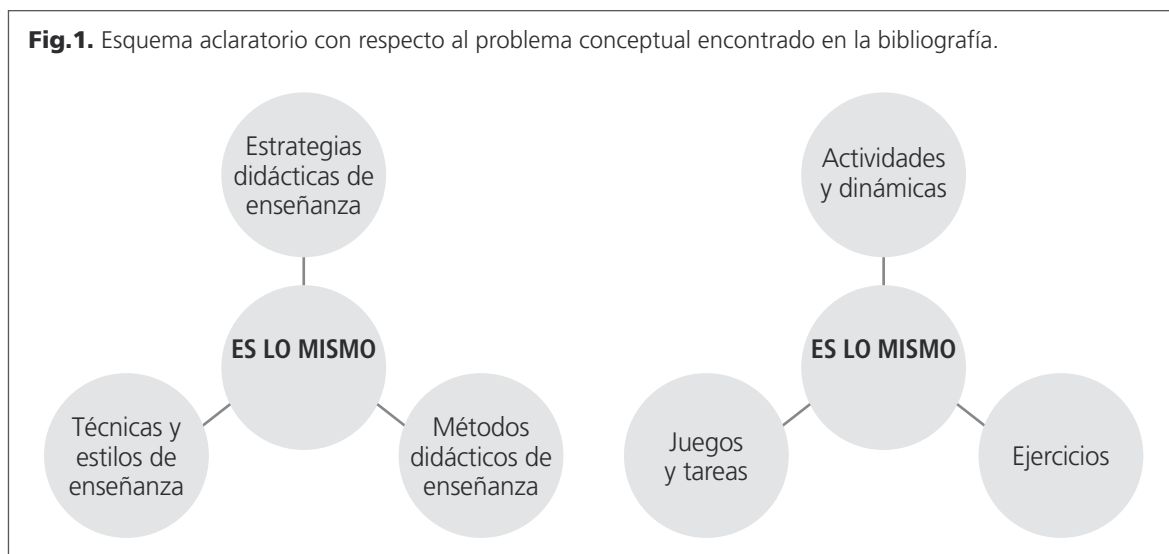 Fig.1. Esquema aclaratorio con respecto al problema conceptual encontrado en la bibliografía.
Estrategias
didácticas de
enseñanza
ES LO MISMO
Técnicas y
estilos de
enseñanza
Métodos
didácticos de
enseñanza
Actividades
y dinámicas
ES LO MISMO
Juegos
y tareas
Ejercicios